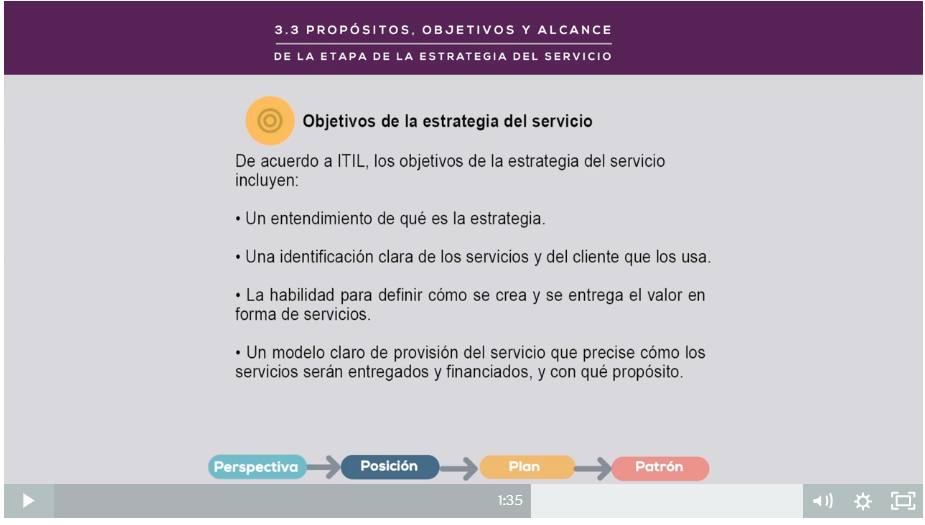 3.3 PROPÓSITOS, OBJETIVOS Y ALCANCE
DE LA ETAPA DE LA ESTRATEGIA DEL SERVICIO
Objetivos de la estrategia del servicio
De acuerdo a ITIL, los objetivos de la estrategia del servicio
incluyen:
• Un entendimiento de qué es la estrategia.
• Una identificación clara de los servicios y del cliente que los usa.
• La habilidad para definir cómo se crea y se entrega el valor en
forma de servicios.
• Un modelo claro de provisión del servicio que precise cómo los
servicios serán entregados y financiados, y con qué propósito.
Perspectiva Posición Plan Patrón
1:35